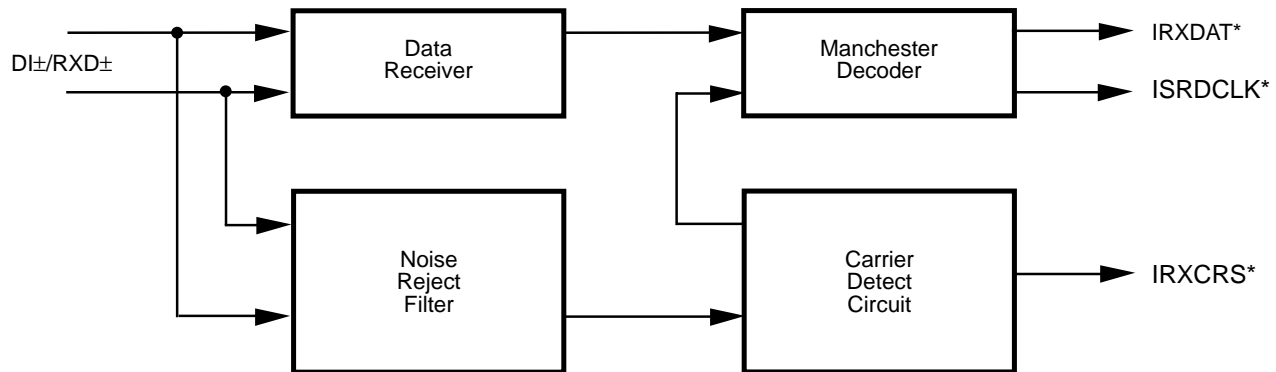 DI±/RXD±
Data
Receiver
Manchester
Decoder
IRXDAT*
ISRDCLK*
Noise
Reject
Filter
Carrier
Detect
Circuit
IRXCRS*